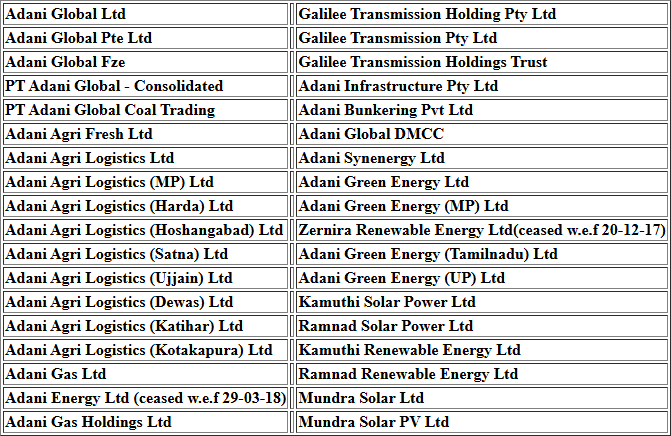 Adani Global Ltd Galilee Transmission Holding Pty Ltd
Adani Global Pte Ltd Galilee Transmission Pty Ltd
Adani Global Fze Galilee Transmission Holdings Trust
PT Adani Global - Consolidated Adani Infrastructure Pty Ltd
PT Adani Global Coal Trading Adani Bunkering Pvt Ltd
Adani Agri Fresh Ltd Adani Global DMCC
Adani Agri Logistics Ltd Adani Synenergy Ltd
Adani Agri Logistics (MP) Ltd Adani Green Energy Ltd
Adani Agri Logistics (Harda) Ltd Adani Green Energy (MP) Ltd
Adani Agri Logistics (Hoshangabad) Ltd Zernira Renewable Energy Ltd(ceased w.e.f 20-12-17)
Adani Agri Logistics (Satna) Ltd Adani Green Energy (Tamilnadu) Ltd
Adani Agri Logistics (Ujjain) Ltd Adani Green Energy (UP) Ltd
Adani Agri Logistics (Dewas) Ltd Kamuthi Solar Power Ltd
Adani Agri Logistics (Katihar) Ltd Ramnad Solar Power Ltd
Adani Agri Logistics (Kotakapura) Ltd Kamuthi Renewable Energy Ltd
Adani Gas Ltd Ramnad Renewable Energy Ltd
Adani Energy Ltd (ceased w.e.f 29-03-18) Mundra Solar Ltd
Adani Gas Holdings Ltd Mundra Solar PV Ltd